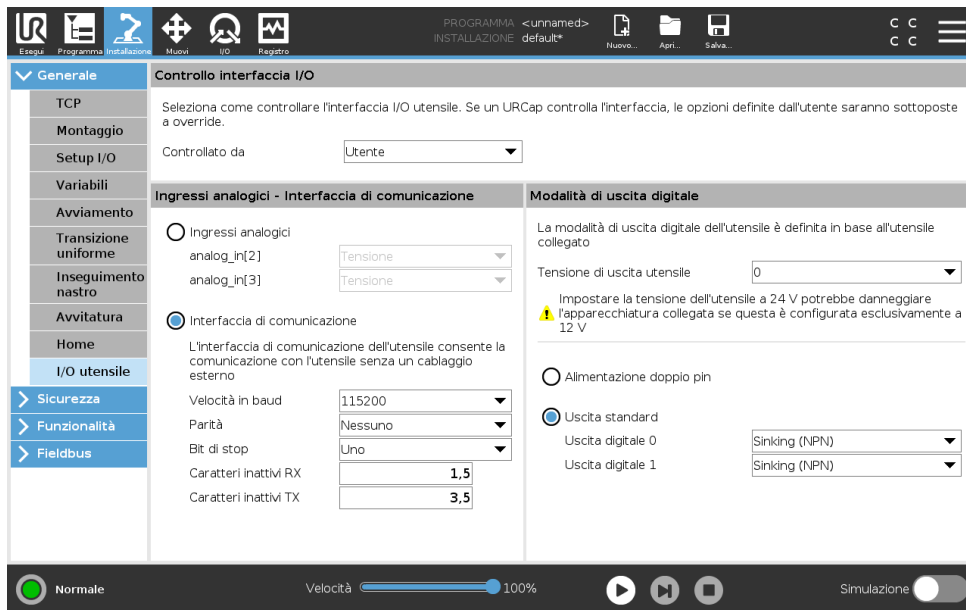 PROGRAMMA <unnamed>
INSTALLAZIONE default*
UR
Esegui
Programma
Installazione
Muovi
I/O
Registro
Nuovo...
Apri...
Salva...
C C
C C
Generale
TCP
Montaggio
Setup I/O
Variabili
Avviamento
Transizione
uniforme
Inseguimento
nastro
Avvitatura
Home
I/O utensile
Sicurezza
Funzionalità
Fieldbus
Controllo interfaccia I/O
Seleziona come controllare l'interfaccia I/O utensile. Se un URCap controlla l'interfaccia, le opzioni definite dall'utente saranno sottoposte
a override.
Controllato da Utente
Ingressi analogici - Interfaccia di comunicazione
Ingressi analogici
analog_in[2] Tensione
analog_in[3] Tensione
Interfaccia di comunicazione
L'interfaccia di comunicazione dell'utensile consente la
comunicazione con l'utensile senza un cablaggio
esterno
Velocità in baud 115200
Parità Nessuno
Bit di stop Uno
Caratteri inattivi RX 1,5
Caratteri inattivi TX 3,5
Modalità di uscita digitale
La modalità di uscita digitale dell'utensile è definita in base all'utensile
collegato
Tensione di uscita utensile 0
Impostare la tensione dell'utensile a 24 V potrebbe danneggiare
l'apparecchiatura collegata se questa è configurata esclusivamente a
12 V
Alimentazione doppio pin
Uscita standard
Uscita digitale 0 Sinking (NPN)
Uscita digitale 1 Sinking (NPN)
Normale
Velocità 100%
Simulazione